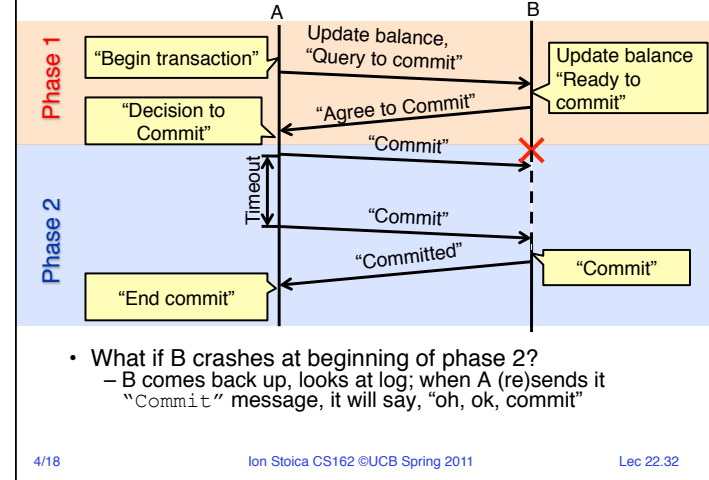 A
B
Phase 1
“Begin transaction”
Update balance,
“Query to commit”
Update balance
“Ready to
commit”
“Agree to Commit”
“Decision to
Commit”
“Commit”
Phase 2
Timeout
“Commit”
“Committed”
“Commit”
“End commit”
• What if B crashes at beginning of phase 2?
– B comes back up, looks at log; when A (re)sends it
“Commit” message, it will say, “oh, ok, commit”
4/18
Ion Stoica CS162 ©UCB Spring 2011
Lec 22.32